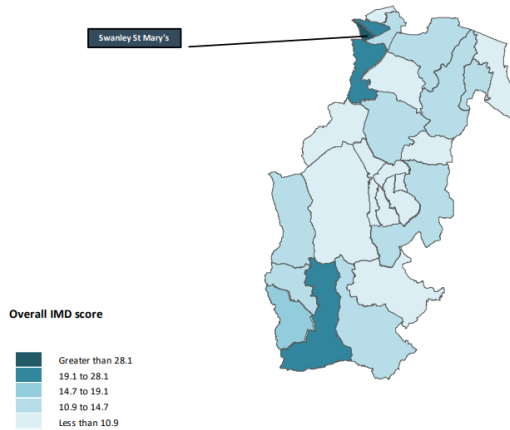 Swanley St Mary's
Overall IMD score
Greater than 28.1
19.1 to 28.1
14.7 to 19.1
10.9 to 14.7
Less than 10.9